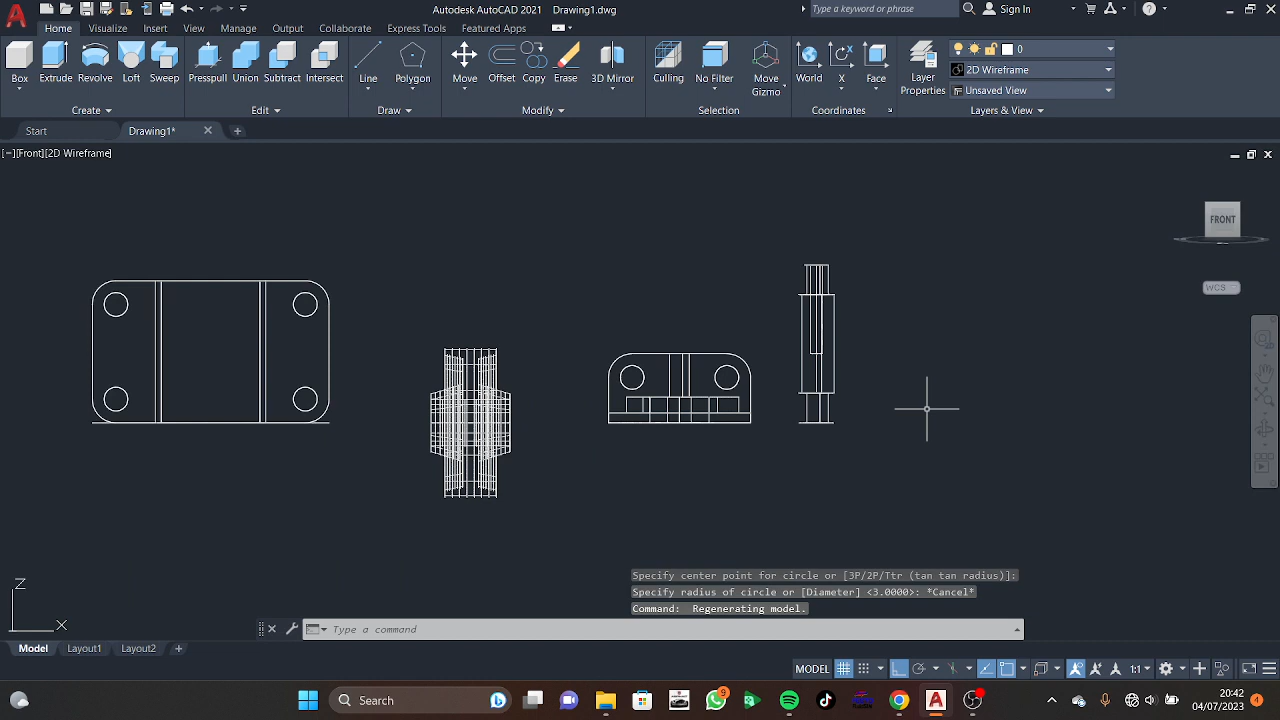 Autodesk AutoCAD 2021 Drawing1.dwg
Type a keyword or phrase
Sign In
Home Insert Manage Output Collaborate Visualize Express Tools Featured Apps
Box Extrude Revolve Loft Sweep
Create
Presspull Union Subtract Intersect
Edit
Line Polygon
Draw
Move Offset Copy Erase 3D Mirror
Modify
Culling No Filter Move Gizmo
Selection
World X Face
Coordinates
Layer Properties
0
2D Wireframe
Unsaved View
Layers & View
Start Drawing1*
[−][Front][2D Wireframe]
FRONT
WCS
Z
X
Specify center point for circle or [3P/2P/Ttr (tan tan radius)]:
Specify radius of circle or [Diameter] <3.0000>: *Cancel*
Command: Regenerating model.
Type a command
Model Layout1 Layout2
MODEL 1:1
Search
9
20:42
04/07/2023
4